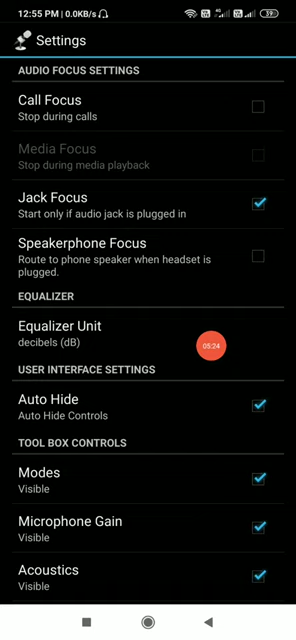 12:55 PM | 0.0KB/s
39
Settings
AUDIO FOCUS SETTINGS
Call Focus
Stop during calls
Media Focus
Stop during media playback
Jack Focus
Start only if audio jack is plugged in
Speakerphone Focus
Route to phone speaker when headset is
plugged.
EQUALIZER
Equalizer Unit
decibels (dB)
05:24
USER INTERFACE SETTINGS
Auto Hide
Auto Hide Controls
TOOL BOX CONTROLS
Modes
Visible
Microphone Gain
Visible
Acoustics
Visible